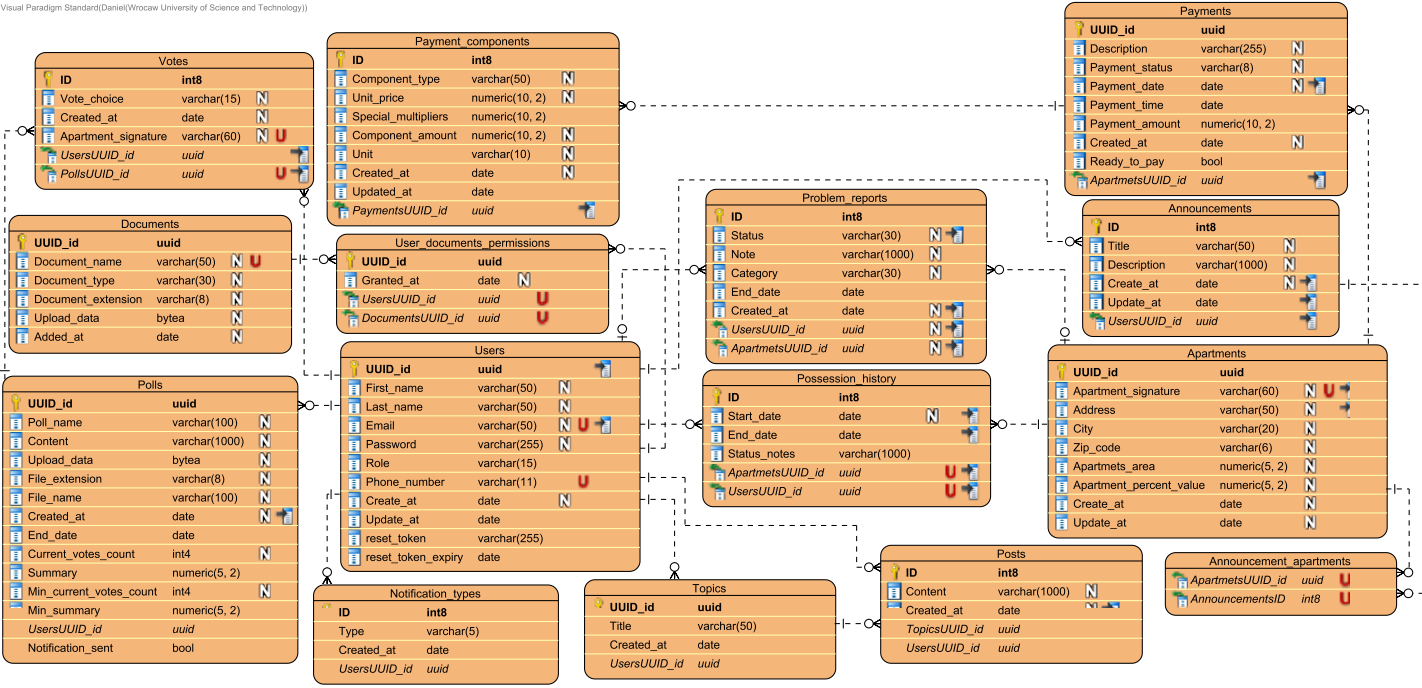 Visual Paradigm Standard(Daniel(Wrocaw University of Science and Technology))
Votes
ID int8
Vote_choice varchar(15) N
Created_at date N
Apartment_signature varchar(60) N U
UsersUUID_id uuid
PollsUUID_id uuid U
Payment_components
ID int8
Component_type varchar(50) N
Unit_price numeric(10, 2) N
Special_multipliers numeric(10, 2)
Component_amount numeric(10, 2) N
Unit varchar(10) N
Created_at date N
Updated_at date
PaymentsUUID_id uuid
Payments
UUID_id uuid
Description varchar(255) N
Payment_status varchar(8) N
Payment_date date N
Payment_time date
Payment_amount numeric(10, 2)
Created_at date N
Ready_to_pay bool
ApartmetsUUID_id uuid
Documents
UUID_id uuid
Document_name varchar(50) N U
Document_type varchar(30) N
Document_extension varchar(8) N
Upload_data bytea N
Added_at date N
User_documents_permissions
UUID_id uuid
Granted_at date N
UsersUUID_id uuid U
DocumentsUUID_id uuid U
Problem_reports
ID int8
Status varchar(30) N
Note varchar(1000) N
Category varchar(30) N
End_date date
Created_at date N
UsersUUID_id uuid N
ApartmetsUUID_id uuid N
Announcements
ID int8
Title varchar(50) N
Description varchar(1000) N
Create_at date N
Update_at date
UsersUUID_id uuid
Users
UUID_id uuid
First_name varchar(50) N
Last_name varchar(50) N
Email varchar(50) N U
Password varchar(255) N
Role varchar(15)
Phone_number varchar(11) U
Create_at date N
Update_at date
reset_token varchar(255)
reset_token_expiry date
Possession_history
ID int8
Start_date date N
End_date date
Status_notes varchar(1000)
ApartmetsUUID_id uuid U
UsersUUID_id uuid U
Apartments
UUID_id uuid
Apartment_signature varchar(60) N U
Address varchar(50) N
City varchar(20) N
Zip_code varchar(6) N
Apartmets_area numeric(5, 2) N
Apartment_percent_value numeric(5, 2) N
Create_at date N
Update_at date N
Polls
UUID_id uuid
Poll_name varchar(100) N
Content varchar(1000) N
Upload_data bytea N
File_extension varchar(8) N
File_name varchar(100) N
Created_at date N
End_date date
Current_votes_count int4 N
Summary numeric(5, 2)
Min_current_votes_count int4 N
Min_summary numeric(5, 2)
UsersUUID_id uuid
Notification_sent bool
Notification_types
ID int8
Type varchar(5)
Created_at date
UsersUUID_id uuid
Topics
UUID_id uuid
Title varchar(50)
Created_at date
UsersUUID_id uuid
Posts
ID int8
Content varchar(1000) N
Created_at date N
TopicsUUID_id uuid
UsersUUID_id uuid
Announcement_apartments
ApartmetsUUID_id uuid U
AnnouncementsID int8 U